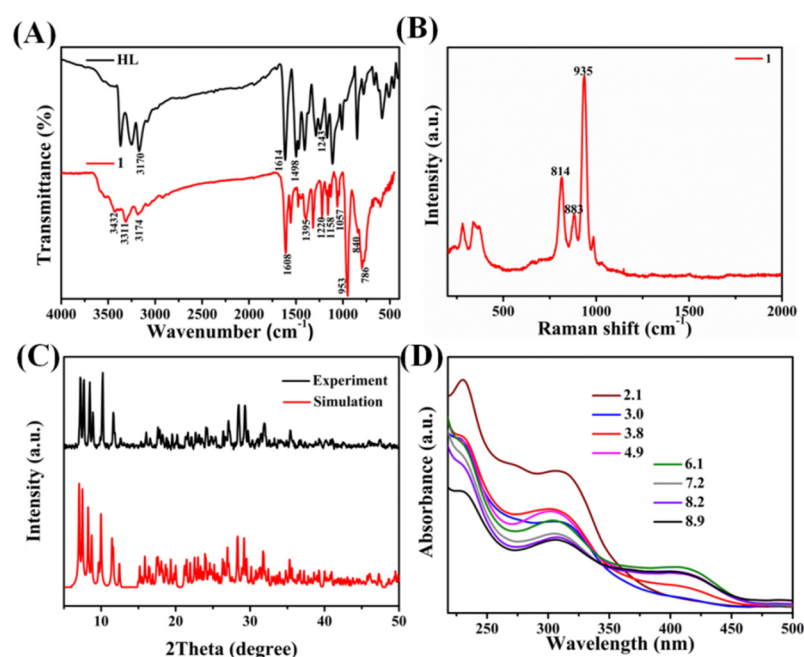 (A)
HL
1
3170
1614
1498
1243
3432
3311
3174
1608
1395
1220
1158
1057
953
840
786
Transmittance (%)
4000 3500 3000 2500 2000 1500 1000 500
Wavenumber (cm-1)
(B)
1
935
814
883
Intensity (a.u.)
500 1000 1500 2000
Raman shift (cm-1)
(C)
Experiment
Simulation
Intensity (a.u.)
10 20 30 40 50
2Theta (degree)
(D)
2.1
3.0
3.8
4.9
6.1
7.2
8.2
8.9
Absorbance (a.u.)
250 300 350 400 450 500
Wavelength (nm)